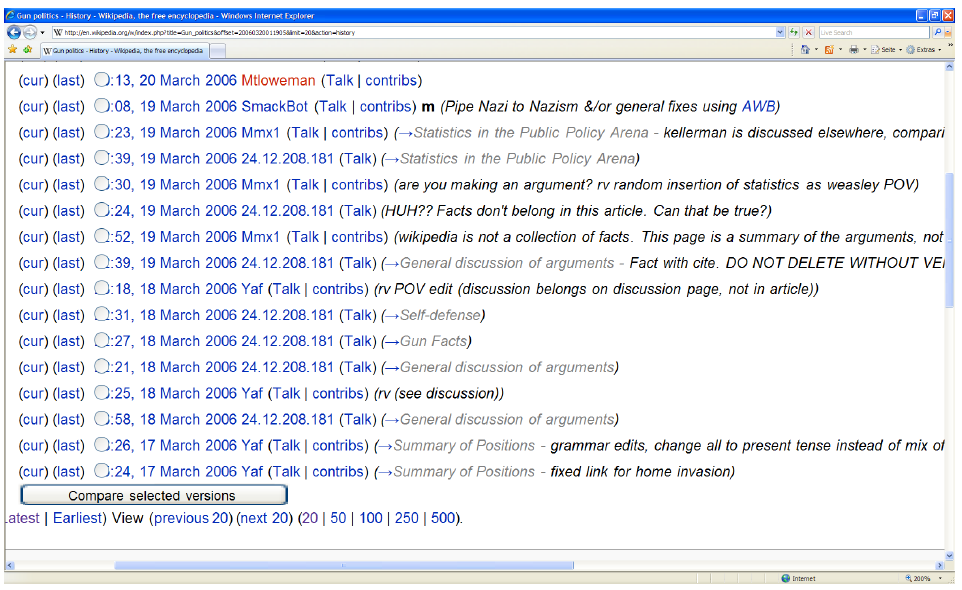 Gun politics - History - Wikipedia, the free encyclopedia - Windows Internet Explorer
http://en.wikipedia.org/w/index.php?title=Gun_politics&offset=20060320011905&limit=20&action=history
Live Search
Gun politics - History - Wikipedia, the free encyclopedia
Seite Extras
(cur) (last) :13, 20 March 2006 Mtloweman (Talk | contribs)
(cur) (last) :08, 19 March 2006 SmackBot (Talk | contribs) m (Pipe Nazi to Nazism &/or general fixes using AWB)
(cur) (last) :23, 19 March 2006 Mmx1 (Talk | contribs) (→Statistics in the Public Policy Arena - kellerman is discussed elsewhere, compari
(cur) (last) :39, 19 March 2006 24.12.208.181 (Talk) (→Statistics in the Public Policy Arena)
(cur) (last) :30, 19 March 2006 Mmx1 (Talk | contribs) (are you making an argument? rv random insertion of statistics as weasley POV)
(cur) (last) :24, 19 March 2006 24.12.208.181 (Talk) (HUH?? Facts don't belong in this article. Can that be true?)
(cur) (last) :52, 19 March 2006 Mmx1 (Talk | contribs) (wikipedia is not a collection of facts. This page is a summary of the arguments, not
(cur) (last) :39, 19 March 2006 24.12.208.181 (Talk) (→General discussion of arguments - Fact with cite. DO NOT DELETE WITHOUT VE
(cur) (last) :18, 18 March 2006 Yaf (Talk | contribs) (rv POV edit (discussion belongs on discussion page, not in article))
(cur) (last) :31, 18 March 2006 24.12.208.181 (Talk) (→Self-defense)
(cur) (last) :27, 18 March 2006 24.12.208.181 (Talk) (→Gun Facts)
(cur) (last) :21, 18 March 2006 24.12.208.181 (Talk) (→General discussion of arguments)
(cur) (last) :25, 18 March 2006 Yaf (Talk | contribs) (rv (see discussion))
(cur) (last) :58, 18 March 2006 24.12.208.181 (Talk) (→General discussion of arguments)
(cur) (last) :26, 17 March 2006 Yaf (Talk | contribs) (→Summary of Positions - grammar edits, change all to present tense instead of mix of
(cur) (last) :24, 17 March 2006 Yaf (Talk | contribs) (→Summary of Positions - fixed link for home invasion)
Compare selected versions
atest | Earliest) View (previous 20) (next 20) (20 | 50 | 100 | 250 | 500).
Internet 200%